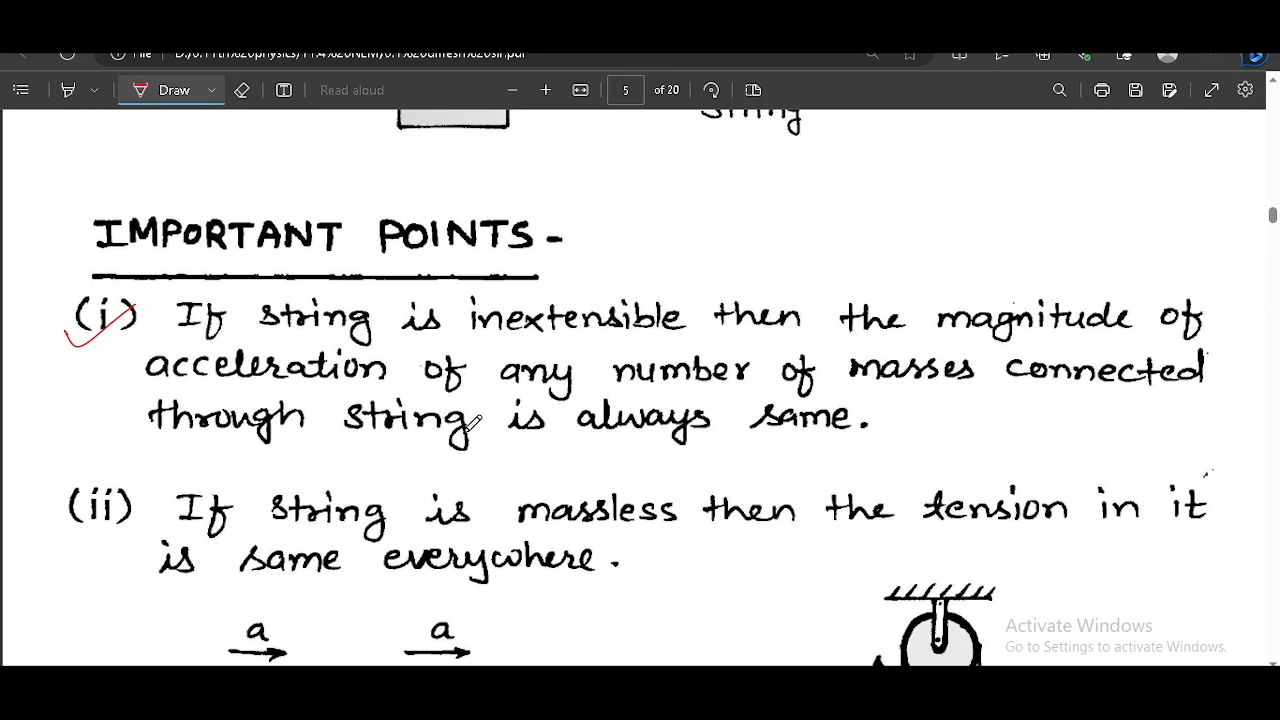 File
Draw
Read aloud
5
of 20
string
IMPORTANT POINTS -
(i) If string is inextensible then the magnitude of
acceleration of any number of masses connected
through string is always same.
(ii) If string is massless then the tension in it
is same everywhere.
a
a
Activate Windows
Go to Settings to activate Windows.